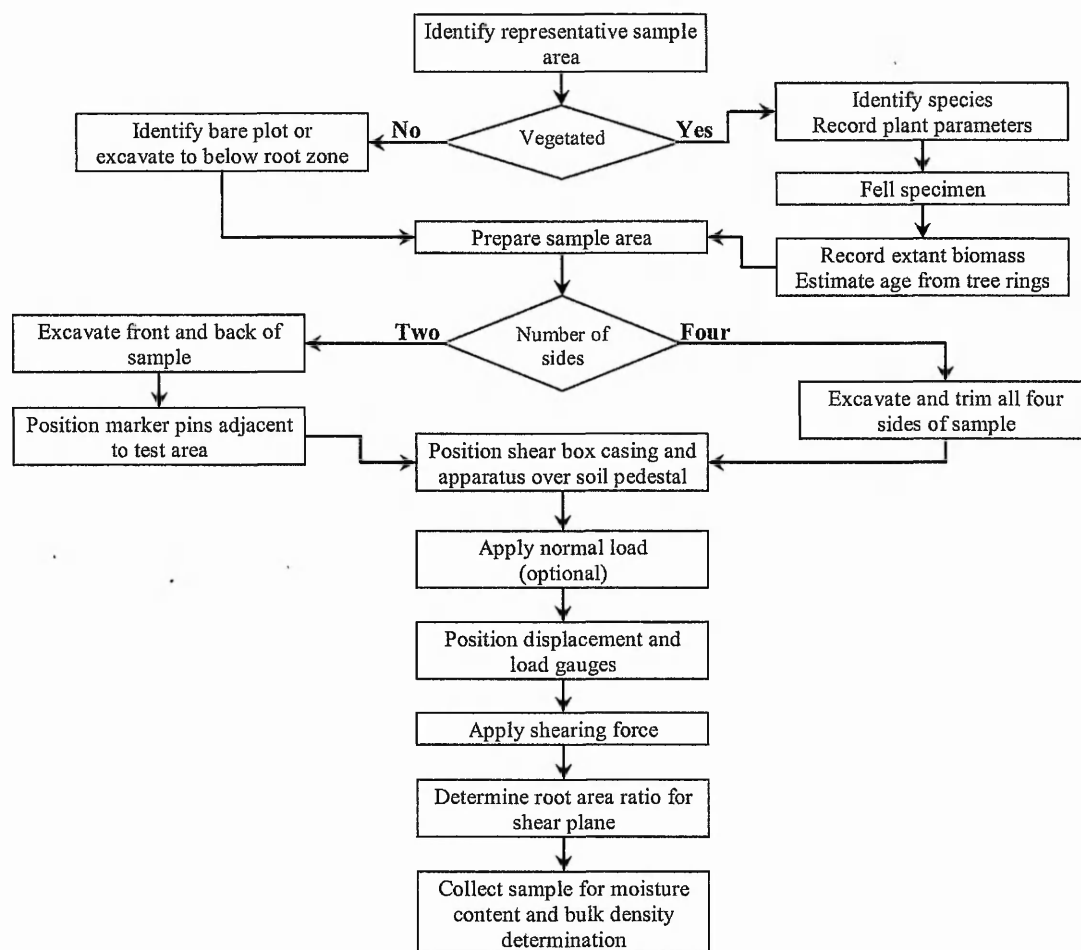 Identify representative sample
area
Vegetated
No
Yes
Identify bare plot or
excavate to below root zone
Identify species
Record plant parameters
Fell specimen
Record extant biomass
Estimate age from tree rings
Prepare sample area
Number of
sides
Two
Four
Excavate front and back of
sample
Position marker pins adjacent
to test area
Excavate and trim all four
sides of sample
Position shear box casing and
apparatus over soil pedestal
Apply normal load
(optional)
Position displacement and
load gauges
Apply shearing force
Determine root area ratio for
shear plane
Collect sample for moisture
content and bulk density
determination